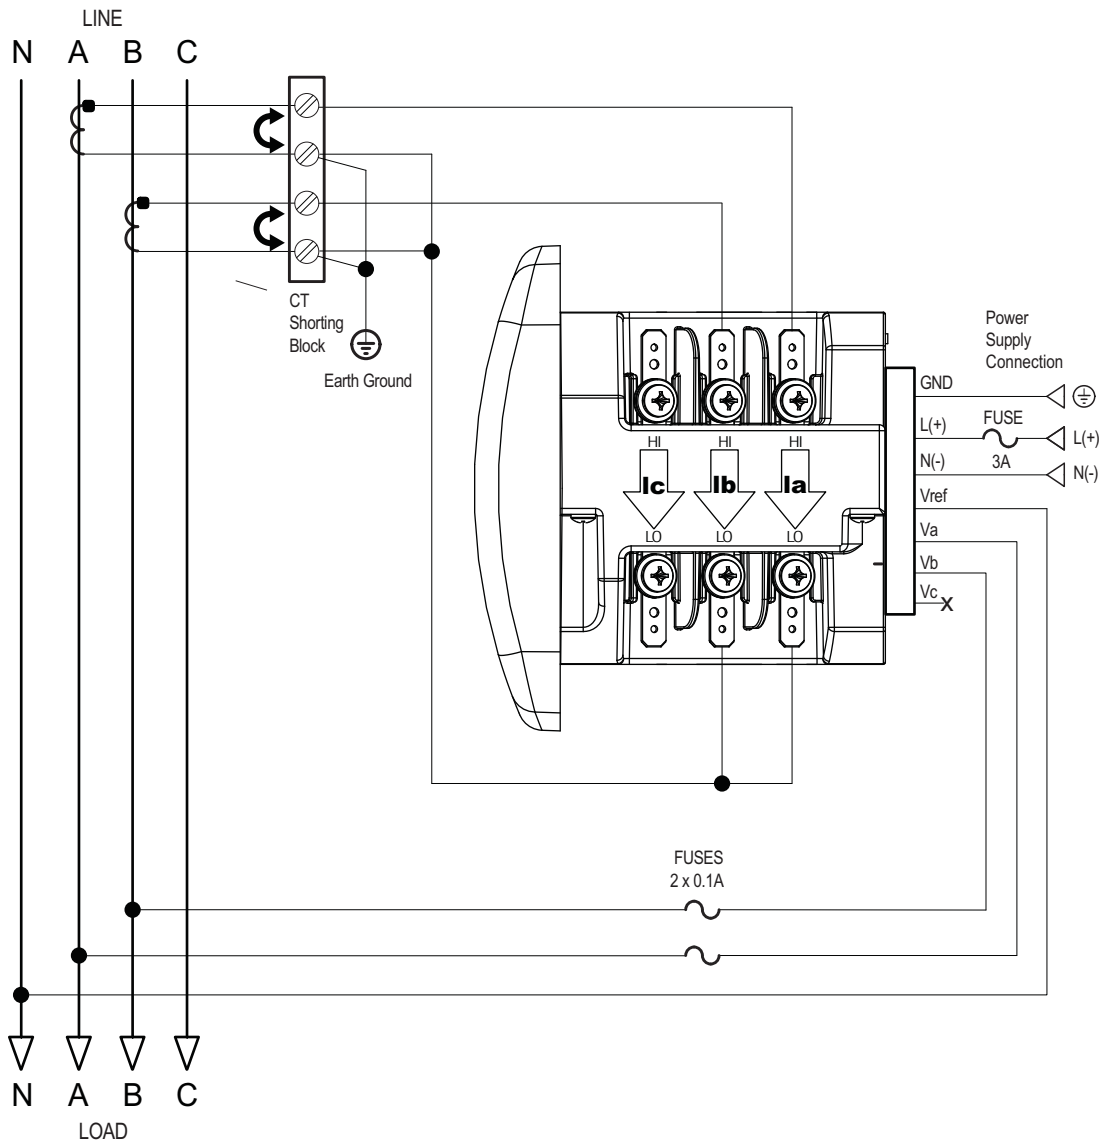 LINE
N A B C
CT
Shorting
Block
Earth Ground
Power
Supply
Connection
GND
L(+)
FUSE
L(+)
3A
N(-)
N(-)
Vref
Va
Vb
Vc
X
HI HI HI
Ic Ib Ia
LO LO LO
FUSES
2 x 0.1A
N A B C
LOAD